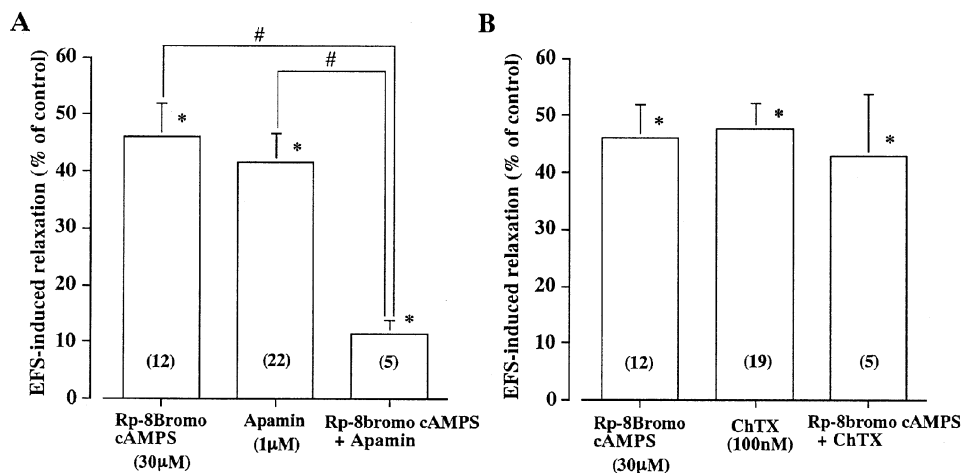 A
EFS-induced relaxation (% of control)
60
50
40
30
20
10
0
#
#
*
*
*
(12)
(22)
(5)
Rp-8Bromo
cAMPS
(30μM)
Apamin
(1μM)
Rp-8bromo cAMPS
+ Apamin
B
EFS-induced relaxation (% of control)
60
50
40
30
20
10
0
*
*
*
(12)
(19)
(5)
Rp-8Bromo
cAMPS
(30μM)
ChTX
(100nM)
Rp-8bromo cAMPS
+ ChTX